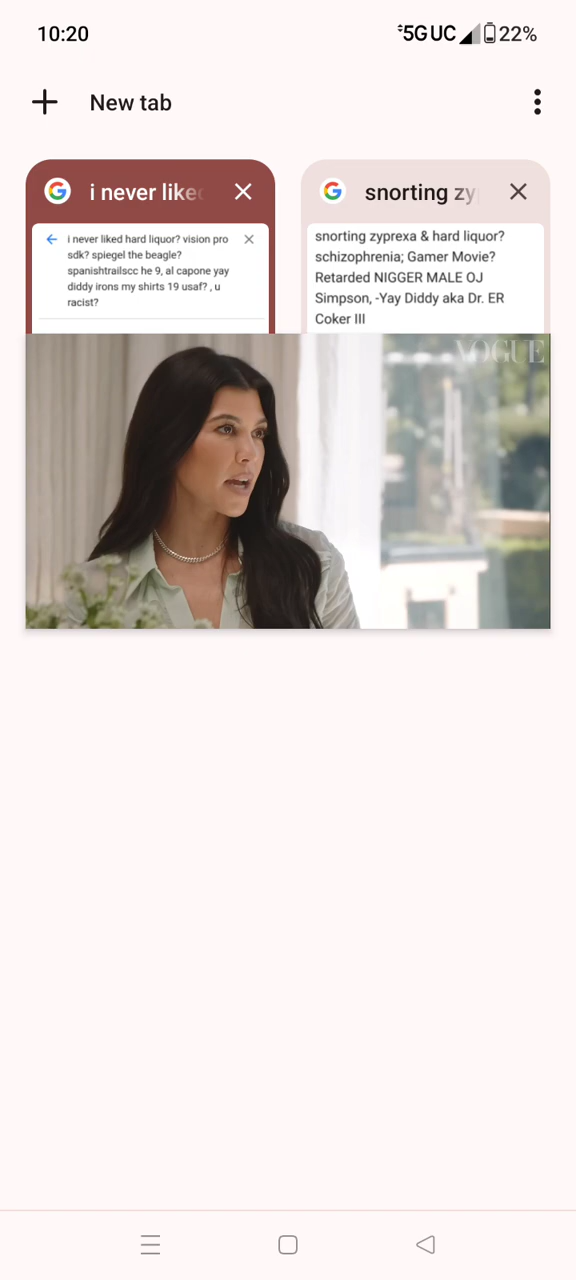 10:20
5G UC
22%
New tab
i never liked
snorting zy
i never liked hard liquor? vision pro
sdk? spiegel the beagle?
spanishtrailscc he 9, al capone yay
diddy irons my shirts 19 usaf? , u
racist?
snorting zyprexa & hard liquor?
schizophrenia; Gamer Movie?
Retarded NIGGER MALE OJ
Simpson, -Yay Diddy aka Dr. ER
Coker III
VOGUE